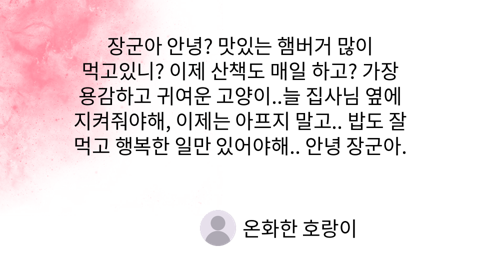 장군아 안녕? 맛있는 햄버거 많이
먹고있니? 이제 산책도 매일 하고? 가장
용감하고 귀여운 고양이..늘 집사님 옆에
지켜줘야해, 이제는 아프지 말고.. 밥도 잘
먹고 행복한 일만 있어야해.. 안녕 장군아.
온화한 호랑이